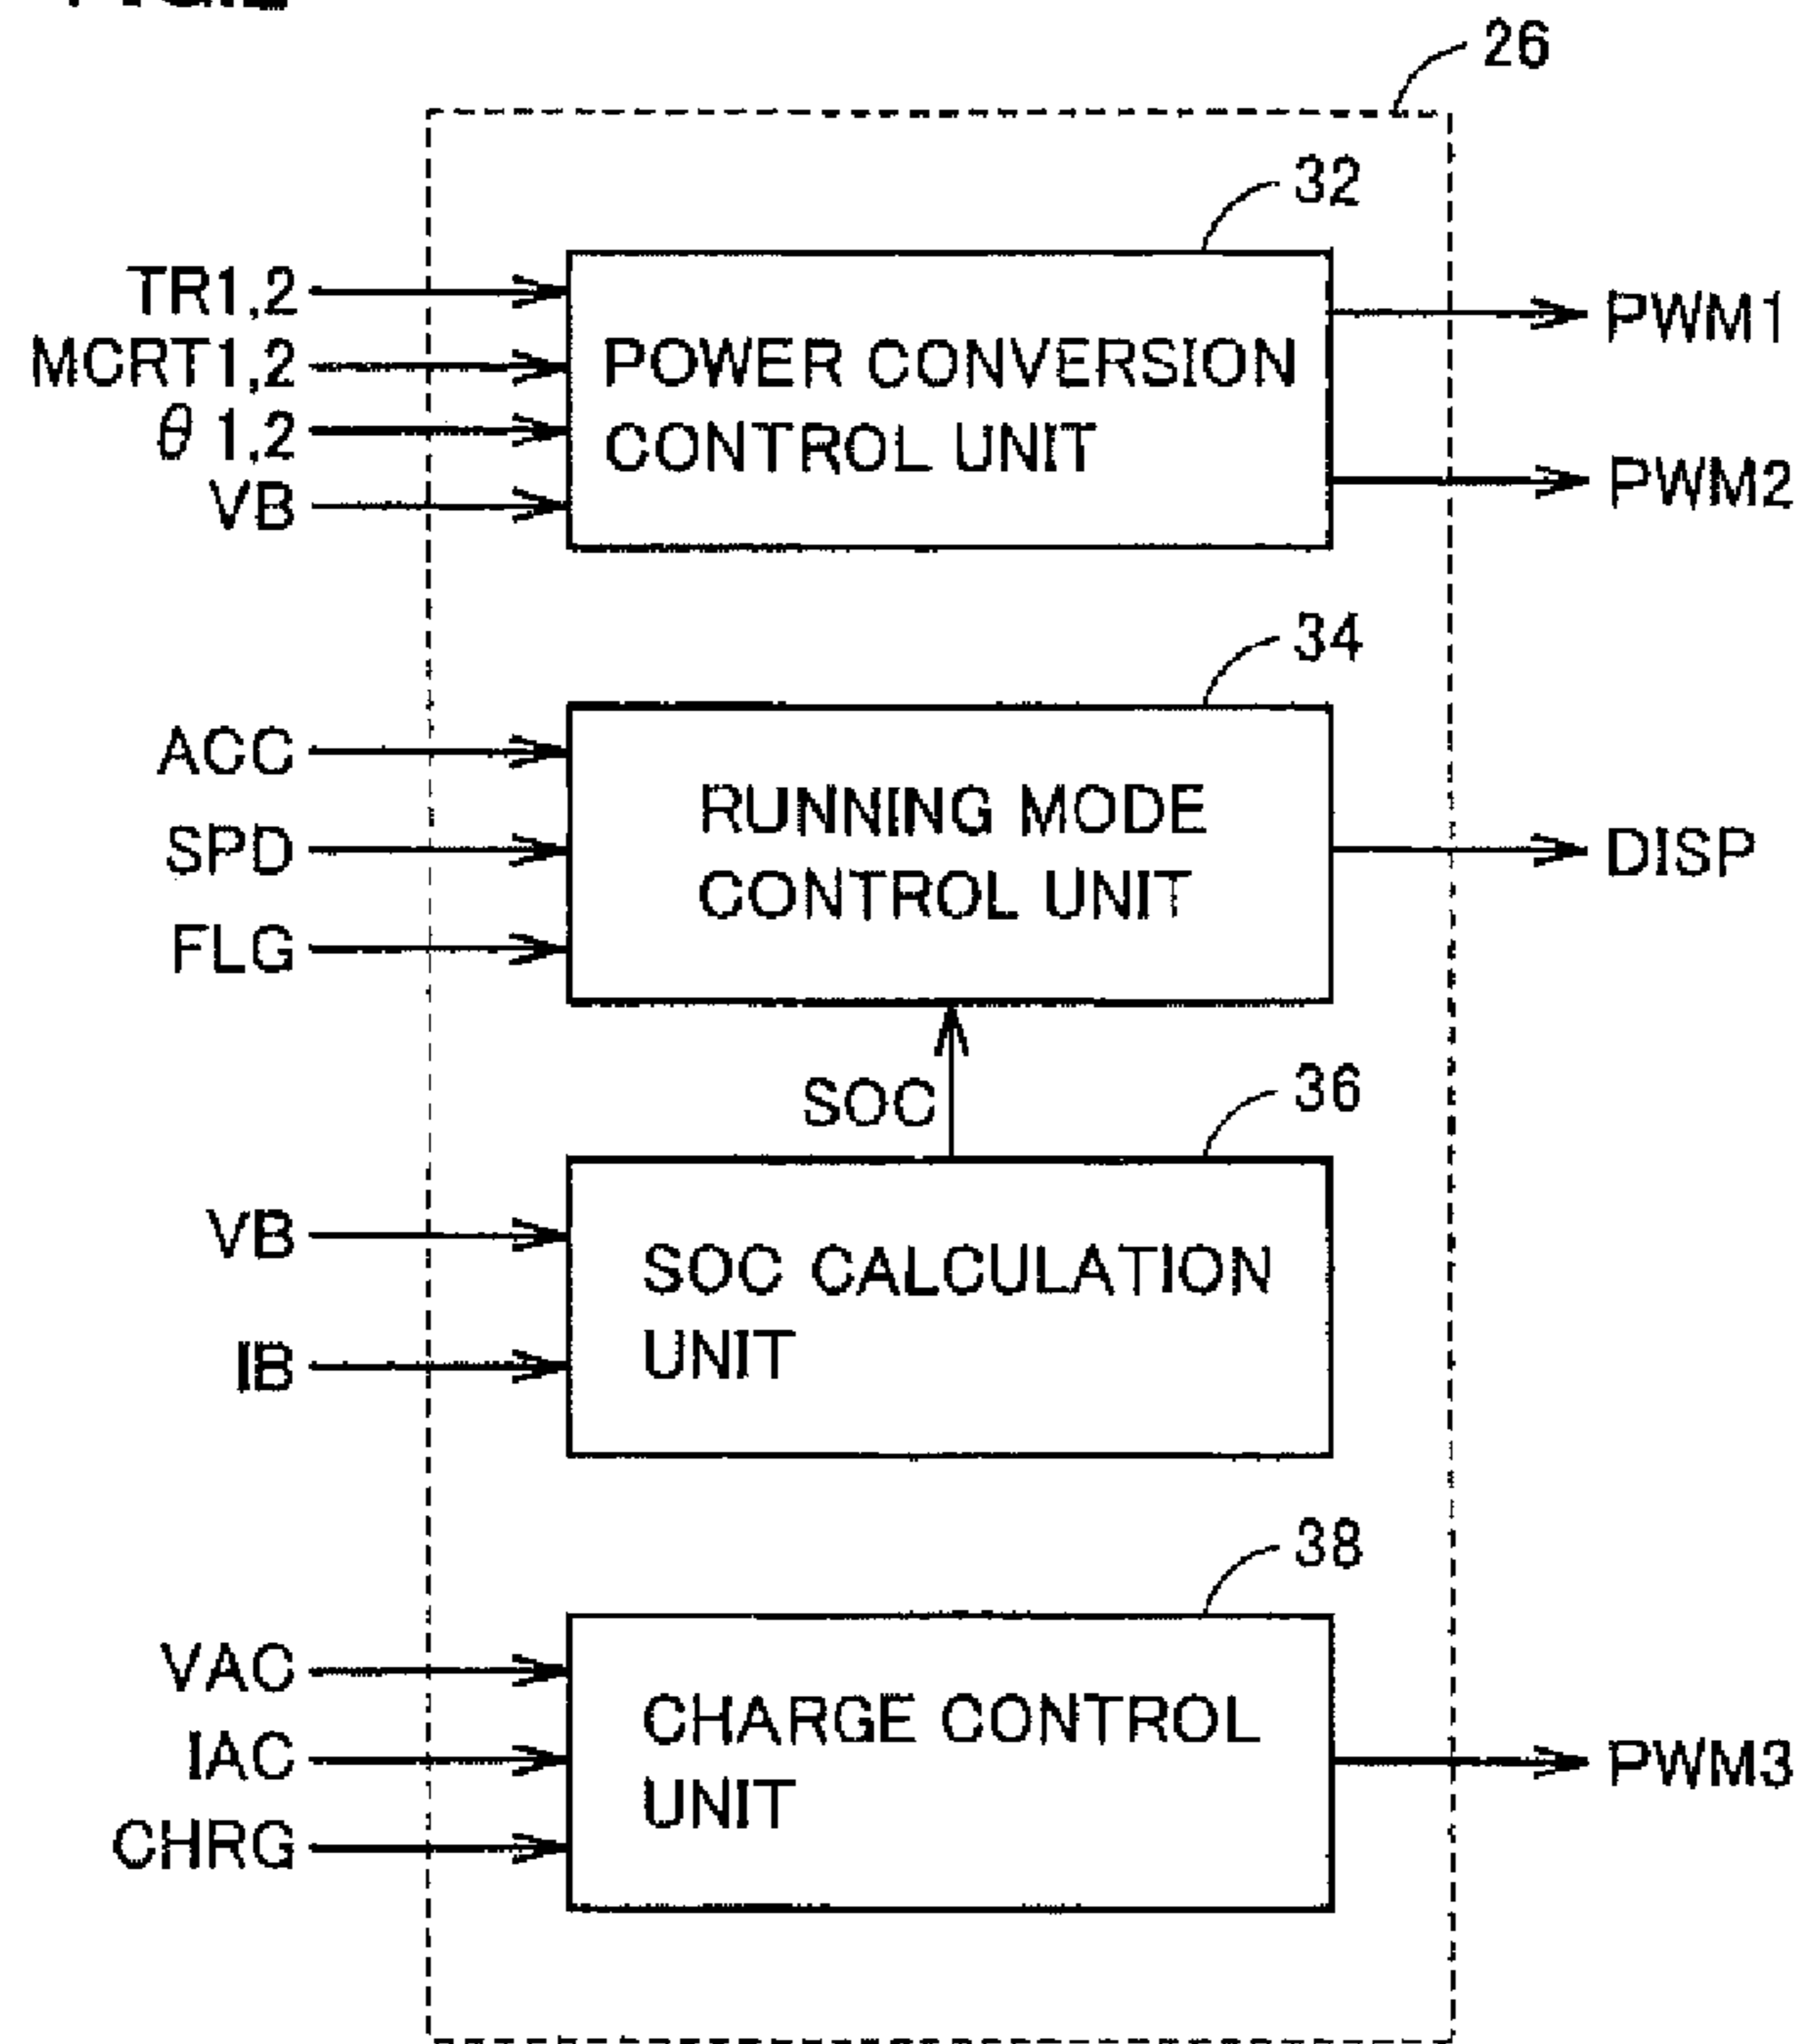 26
32
TR1,2
MCRT1,2
θ1,2
VB
POWER CONVERSION
CONTROL UNIT
PWM1
PWM2
34
ACC
SPD
FLG
RUNNING MODE
CONTROL UNIT
DISP
SOC
36
VB
IB
SOC CALCULATION
UNIT
38
VAC
IAC
CHRG
CHARGE CONTROL
UNIT
PWM3